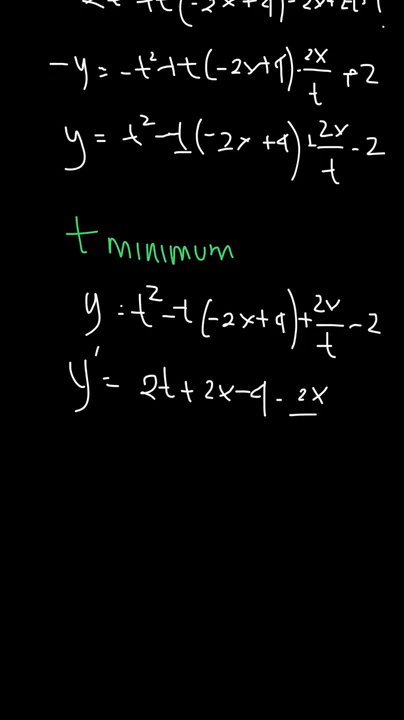 -y = -t² + t(-2x+4) - 2x/t + 2
y = t² - t(-2x+4) + 2x/t - 2
t minimum
y = t² - t(-2x+4) + 2x/t - 2
y' = 2t + 2x - 4 - 2x